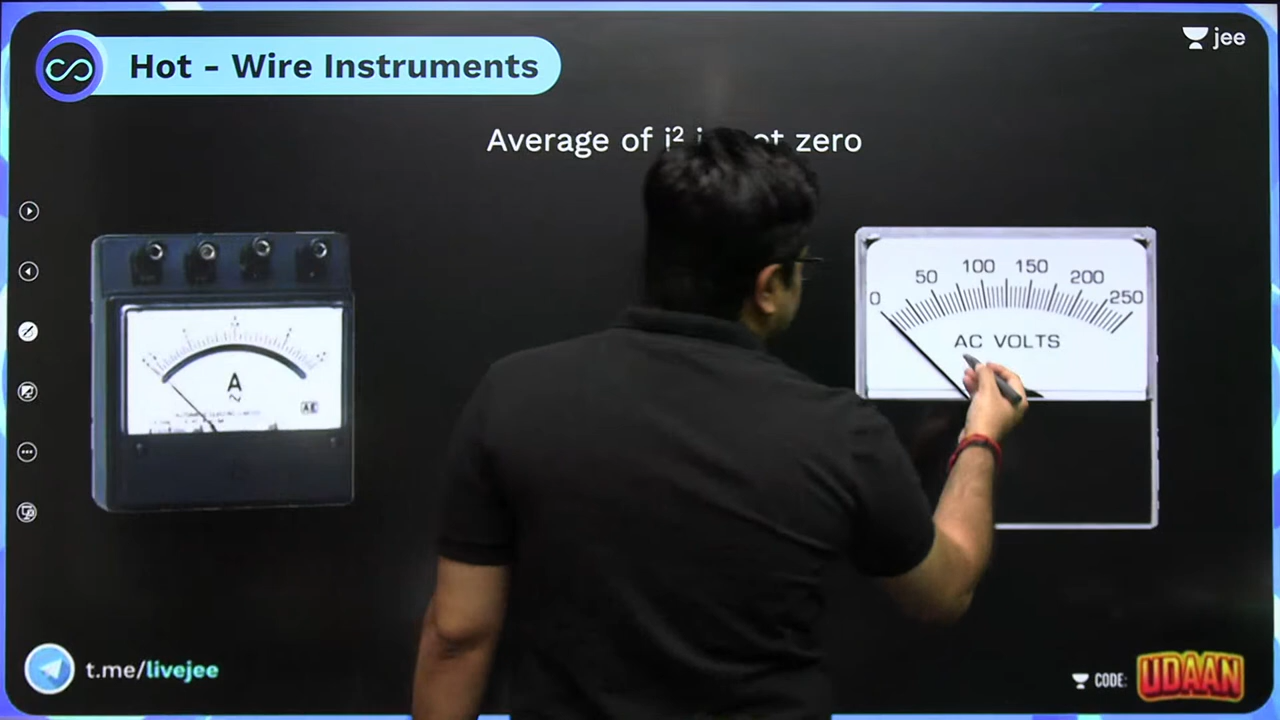 Hot - Wire Instruments
jee
Average of i² zero
50 100 150 200
0 250
AC VOLTS
A
AE
t.me/livejee
CODE: UDAAN